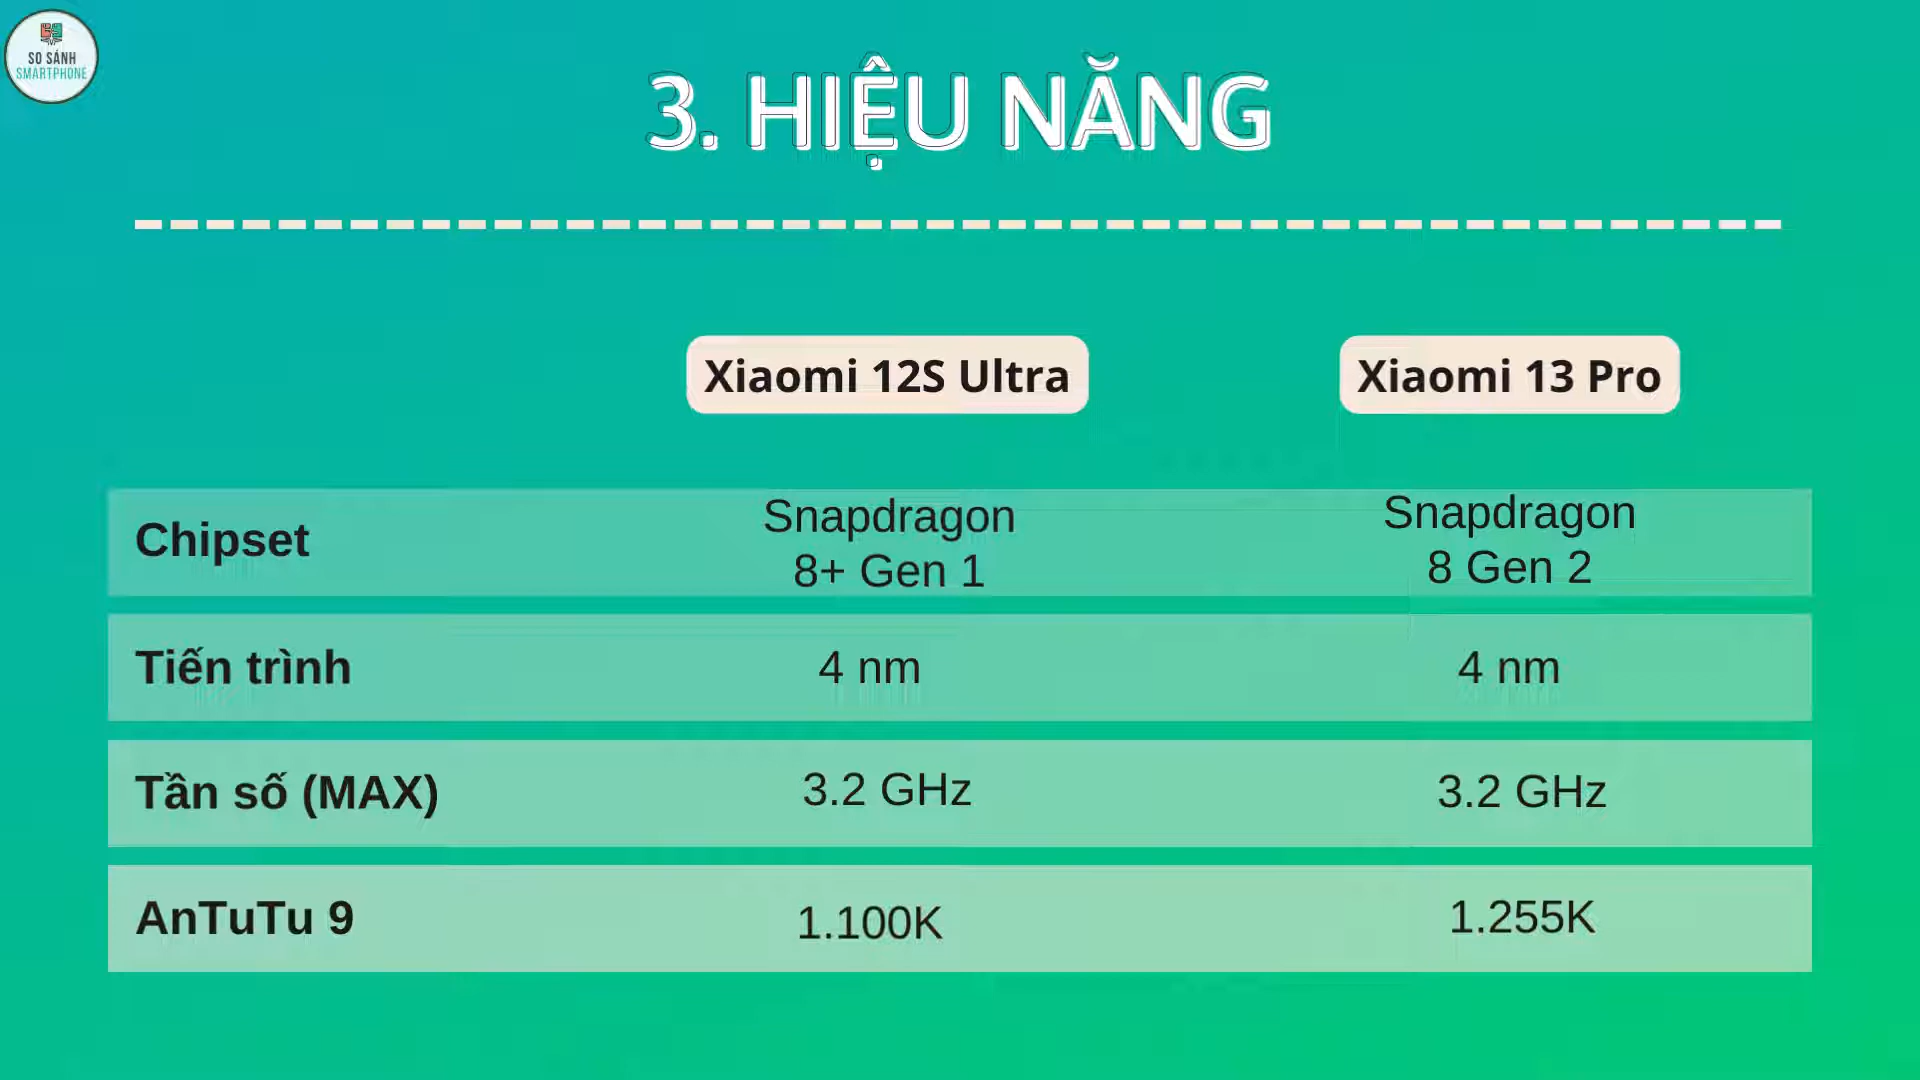 SO SÁNH
SMARTPHONE
3. HIỆU NĂNG
Xiaomi 12S Ultra
Xiaomi 13 Pro
Chipset
Snapdragon
8+ Gen 1
Snapdragon
8 Gen 2
Tiến trình
4 nm
4 nm
Tần số (MAX)
3.2 GHz
3.2 GHz
AnTuTu 9
1.100K
1.255K